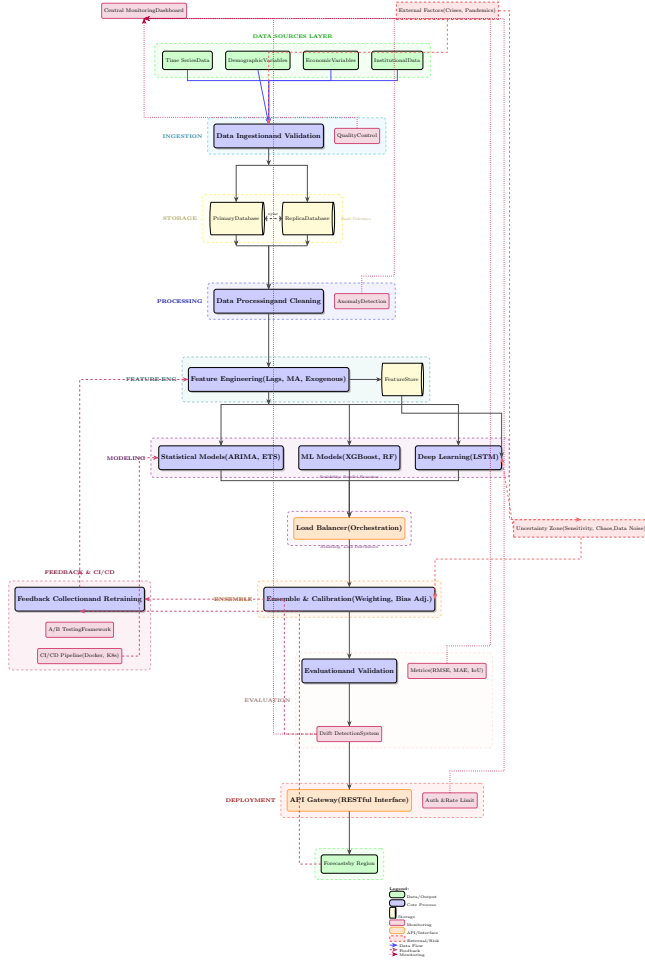 Central MonitoringDashboard
External Factors(Crises, Pandemics)
DATA SOURCES LAYER
Time SeriesData
DemographicVariables
EconomicVariables
InstitutionalData
INGESTION
Data Ingestionand Validation
QualityControl
STORAGE
PrimaryDatabase
sync
ReplicaDatabase
Fault Tolerance
PROCESSING
Data Processingand Cleaning
AnomalyDetection
FEATURE ENG
Feature Engineering(Lags, MA, Exogenous)
FeatureStore
MODELING
Statistical Models(ARIMA, ETS)
ML Models(XGBoost, RF)
Deep Learning(LSTM)
Load Balancer(Orchestration)
Uncertainty Zone(Sensitivity, Chaos,Data Noise)
FEEDBACK & CI/CD
Feedback Collectionand Retraining
ENSEMBLE
Ensemble & Calibration(Weighting, Bias Adj.)
A/B TestingFramework
CI/CD Pipeline(Docker, K8s)
Evaluationand Validation
Metrics(RMSE, MAE, IoU)
EVALUATION
Drift DetectionSystem
DEPLOYMENT
API Gateway(RESTful Interface)
Auth &Rate Limit
Forecastsby Region
Legend:
Data/Output
Core Process
Storage
Monitoring
API/Interface
External/Risk
Data Flow
Feedback
Monitoring